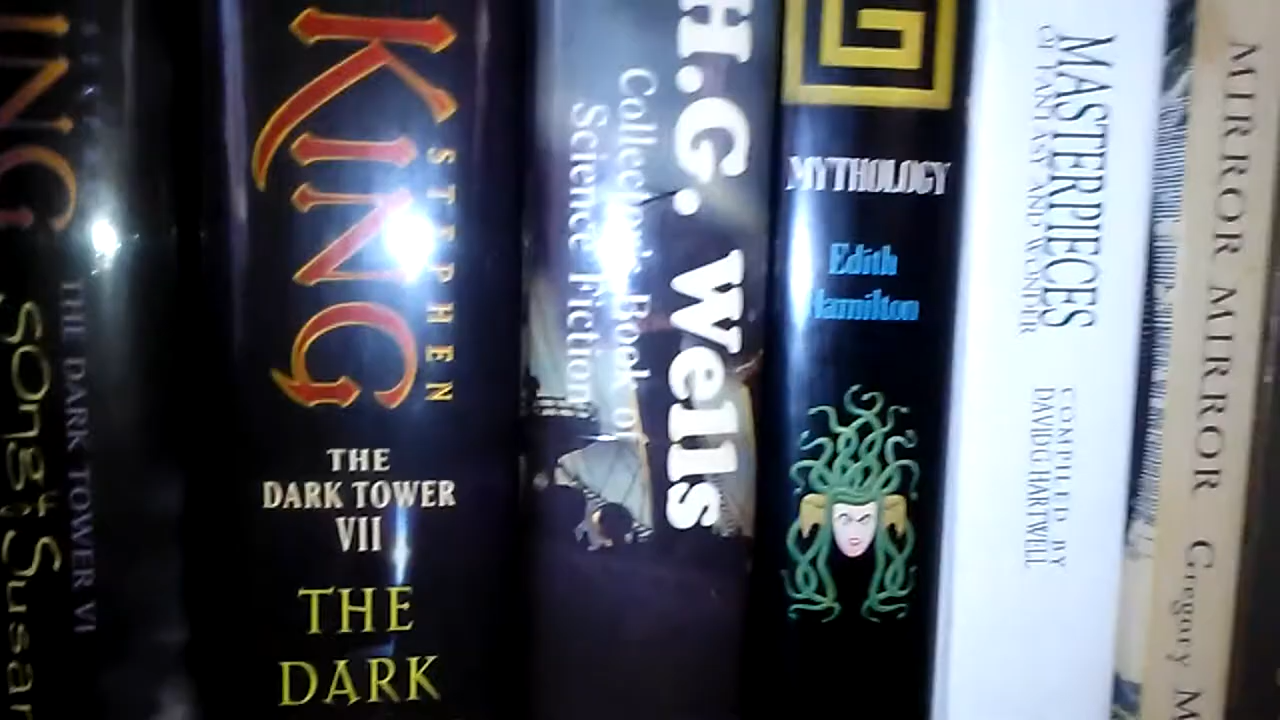 ING
THE DARK TOWER VI
Song of Susan
STEPHEN
KING
THE
DARK TOWER
VII
THE
DARK
H.G. Wells
Collector's Book of
Science Fiction
MYTHOLOGY
Edith
Hamilton
MASTERPIECES
OF FANTASY AND WONDER
COMPILED BY
DAVID G HARTWELL
MIRROR MIRROR Gregory M